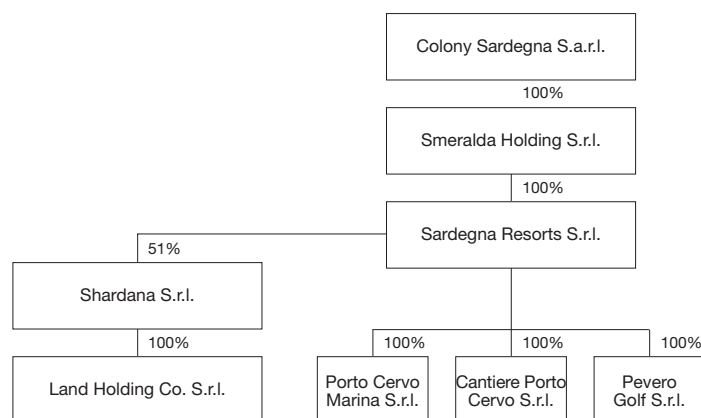 Colony Sardegna S.a.r.l.
100%
Smeralda Holding S.r.l.
100%
Sardegna Resorts S.r.l.
51%
Shardana S.r.l.
100%
100%
100%
100%
Land Holding Co. S.r.l.
Porto Cervo
Marina S.r.l.
Cantiere Porto
Cervo S.r.l.
Pevero
Golf S.r.l.